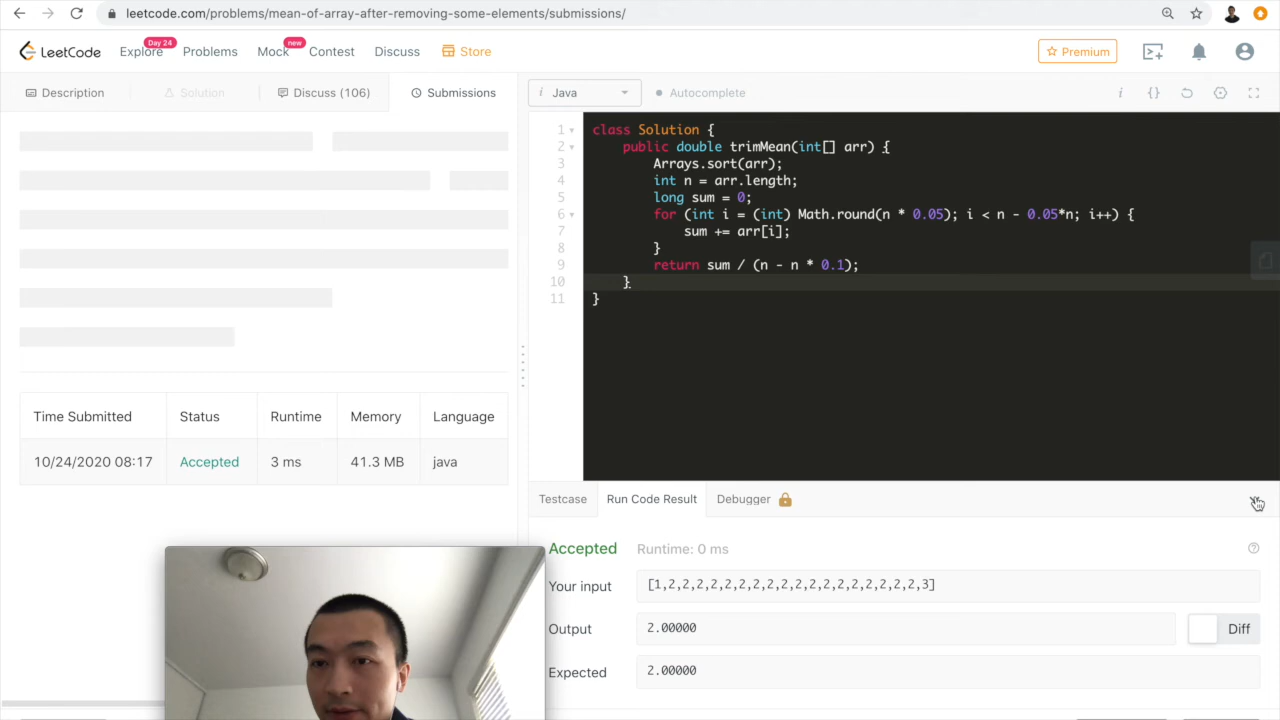 leetcode.com/problems/mean-of-array-after-removing-some-elements/submissions/
LeetCode Explore Day 24 Problems Mock new Contest Discuss Store Premium
Description Solution Discuss (106) Submissions
i Java Autocomplete i {}
1 class Solution {
2 public double trimMean(int[] arr) {
3 Arrays.sort(arr);
4 int n = arr.length;
5 long sum = 0;
6 for (int i = (int) Math.round(n * 0.05); i < n - 0.05*n; i++) {
7 sum += arr[i];
8 }
9 return sum / (n - n * 0.1);
10 }
11 }
Time Submitted Status Runtime Memory Language
10/24/2020 08:17 Accepted 3 ms 41.3 MB java
Testcase Run Code Result Debugger
Accepted Runtime: 0 ms
Your input [1,2,2,2,2,2,2,2,2,2,2,2,2,2,2,2,2,2,2,3]
Output 2.00000 Diff
Expected 2.00000